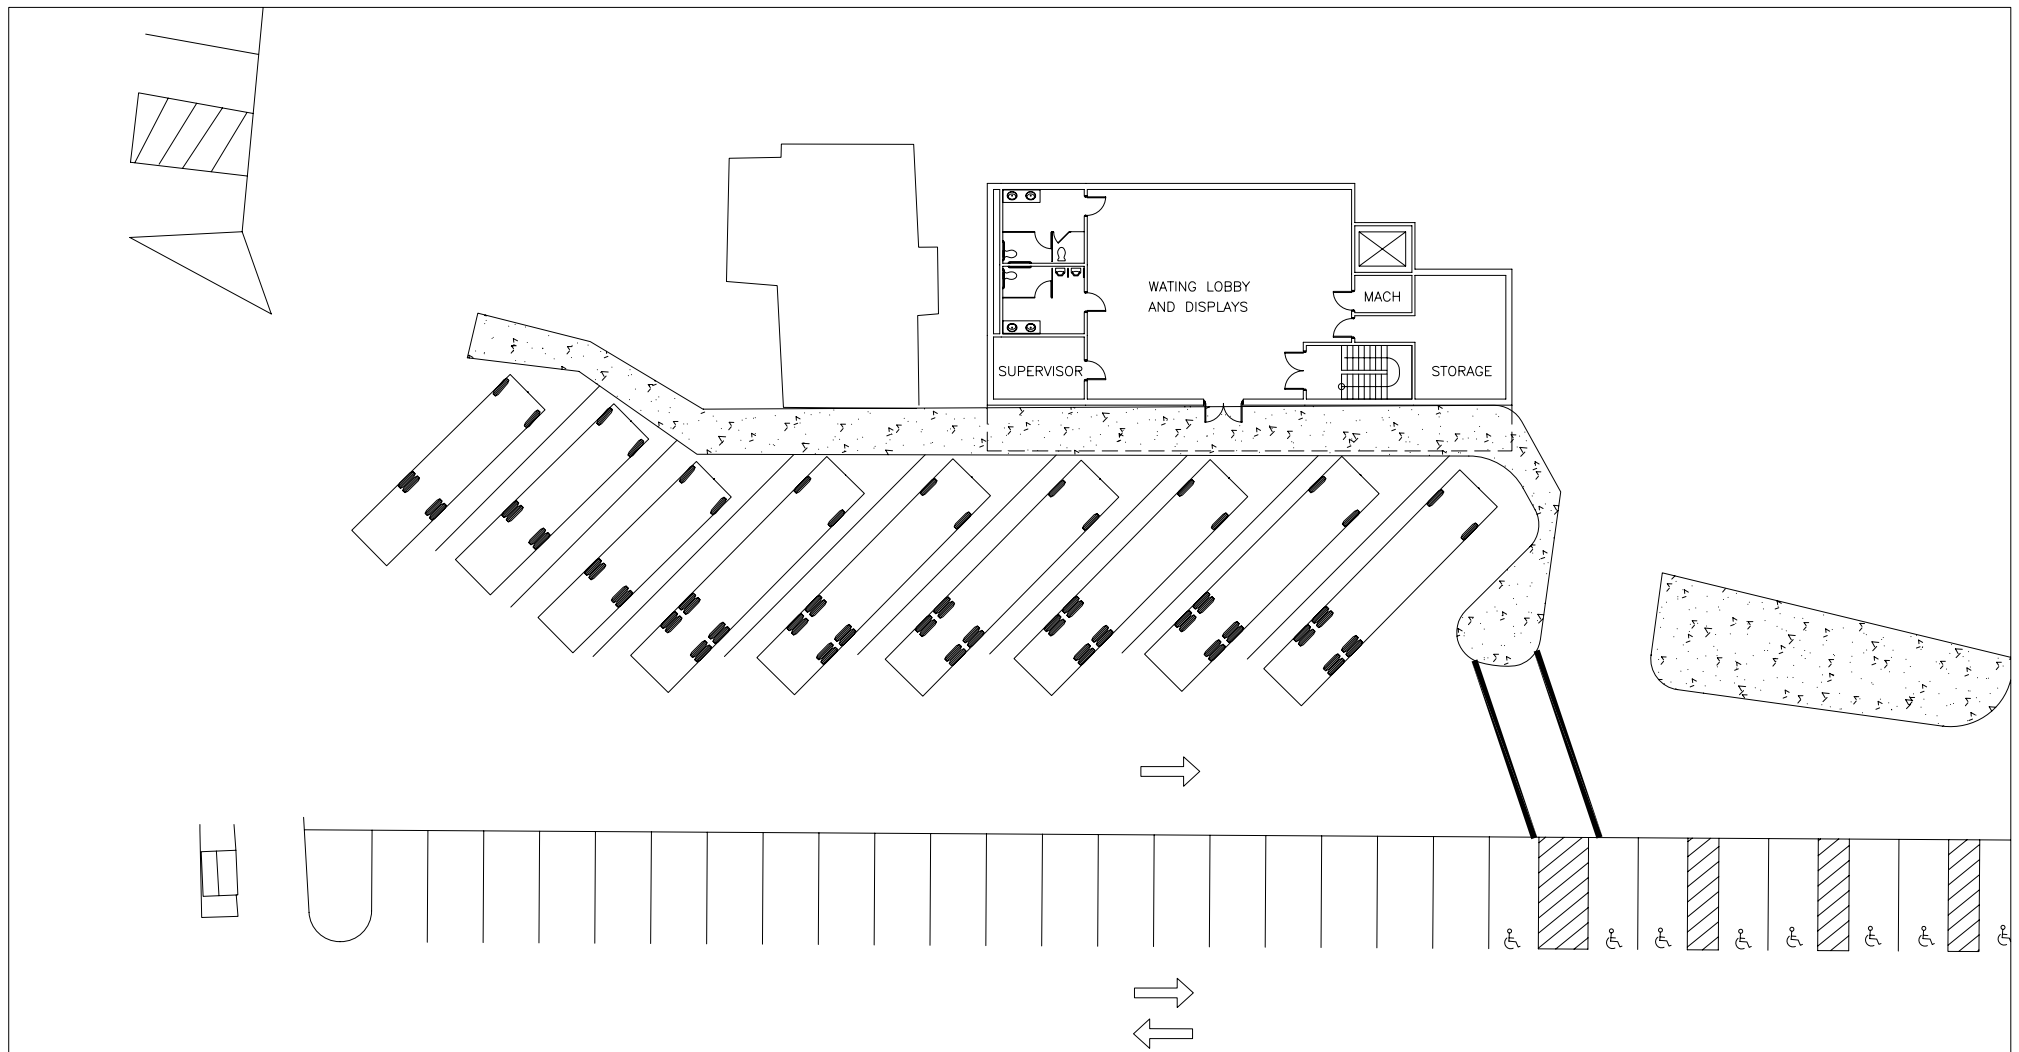 WATING LOBBY
AND DISPLAYS
MACH
SUPERVISOR
STORAGE